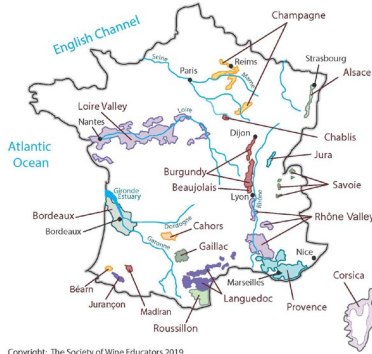 Champagne
English Channel
Seine
Reims
Paris
Marne
Strasbourg
Alsace
Loire Valley
Nantes
Loire
Chablis
Dijon
Jura
Atlantic
Ocean
Burgundy
Beaujolais
Savoie
Lyon
Rhône
Gironde
Estuary
Bordeaux
Bordeaux
Dordogne
Garonne
Cahors
Rhône Valley
Gaillac
Nice
Corsica
Marseilles
Béarn
Jurançon
Madiran
Languedoc
Provence
Roussillon
Copyright: The Society of Wine Educators 2019